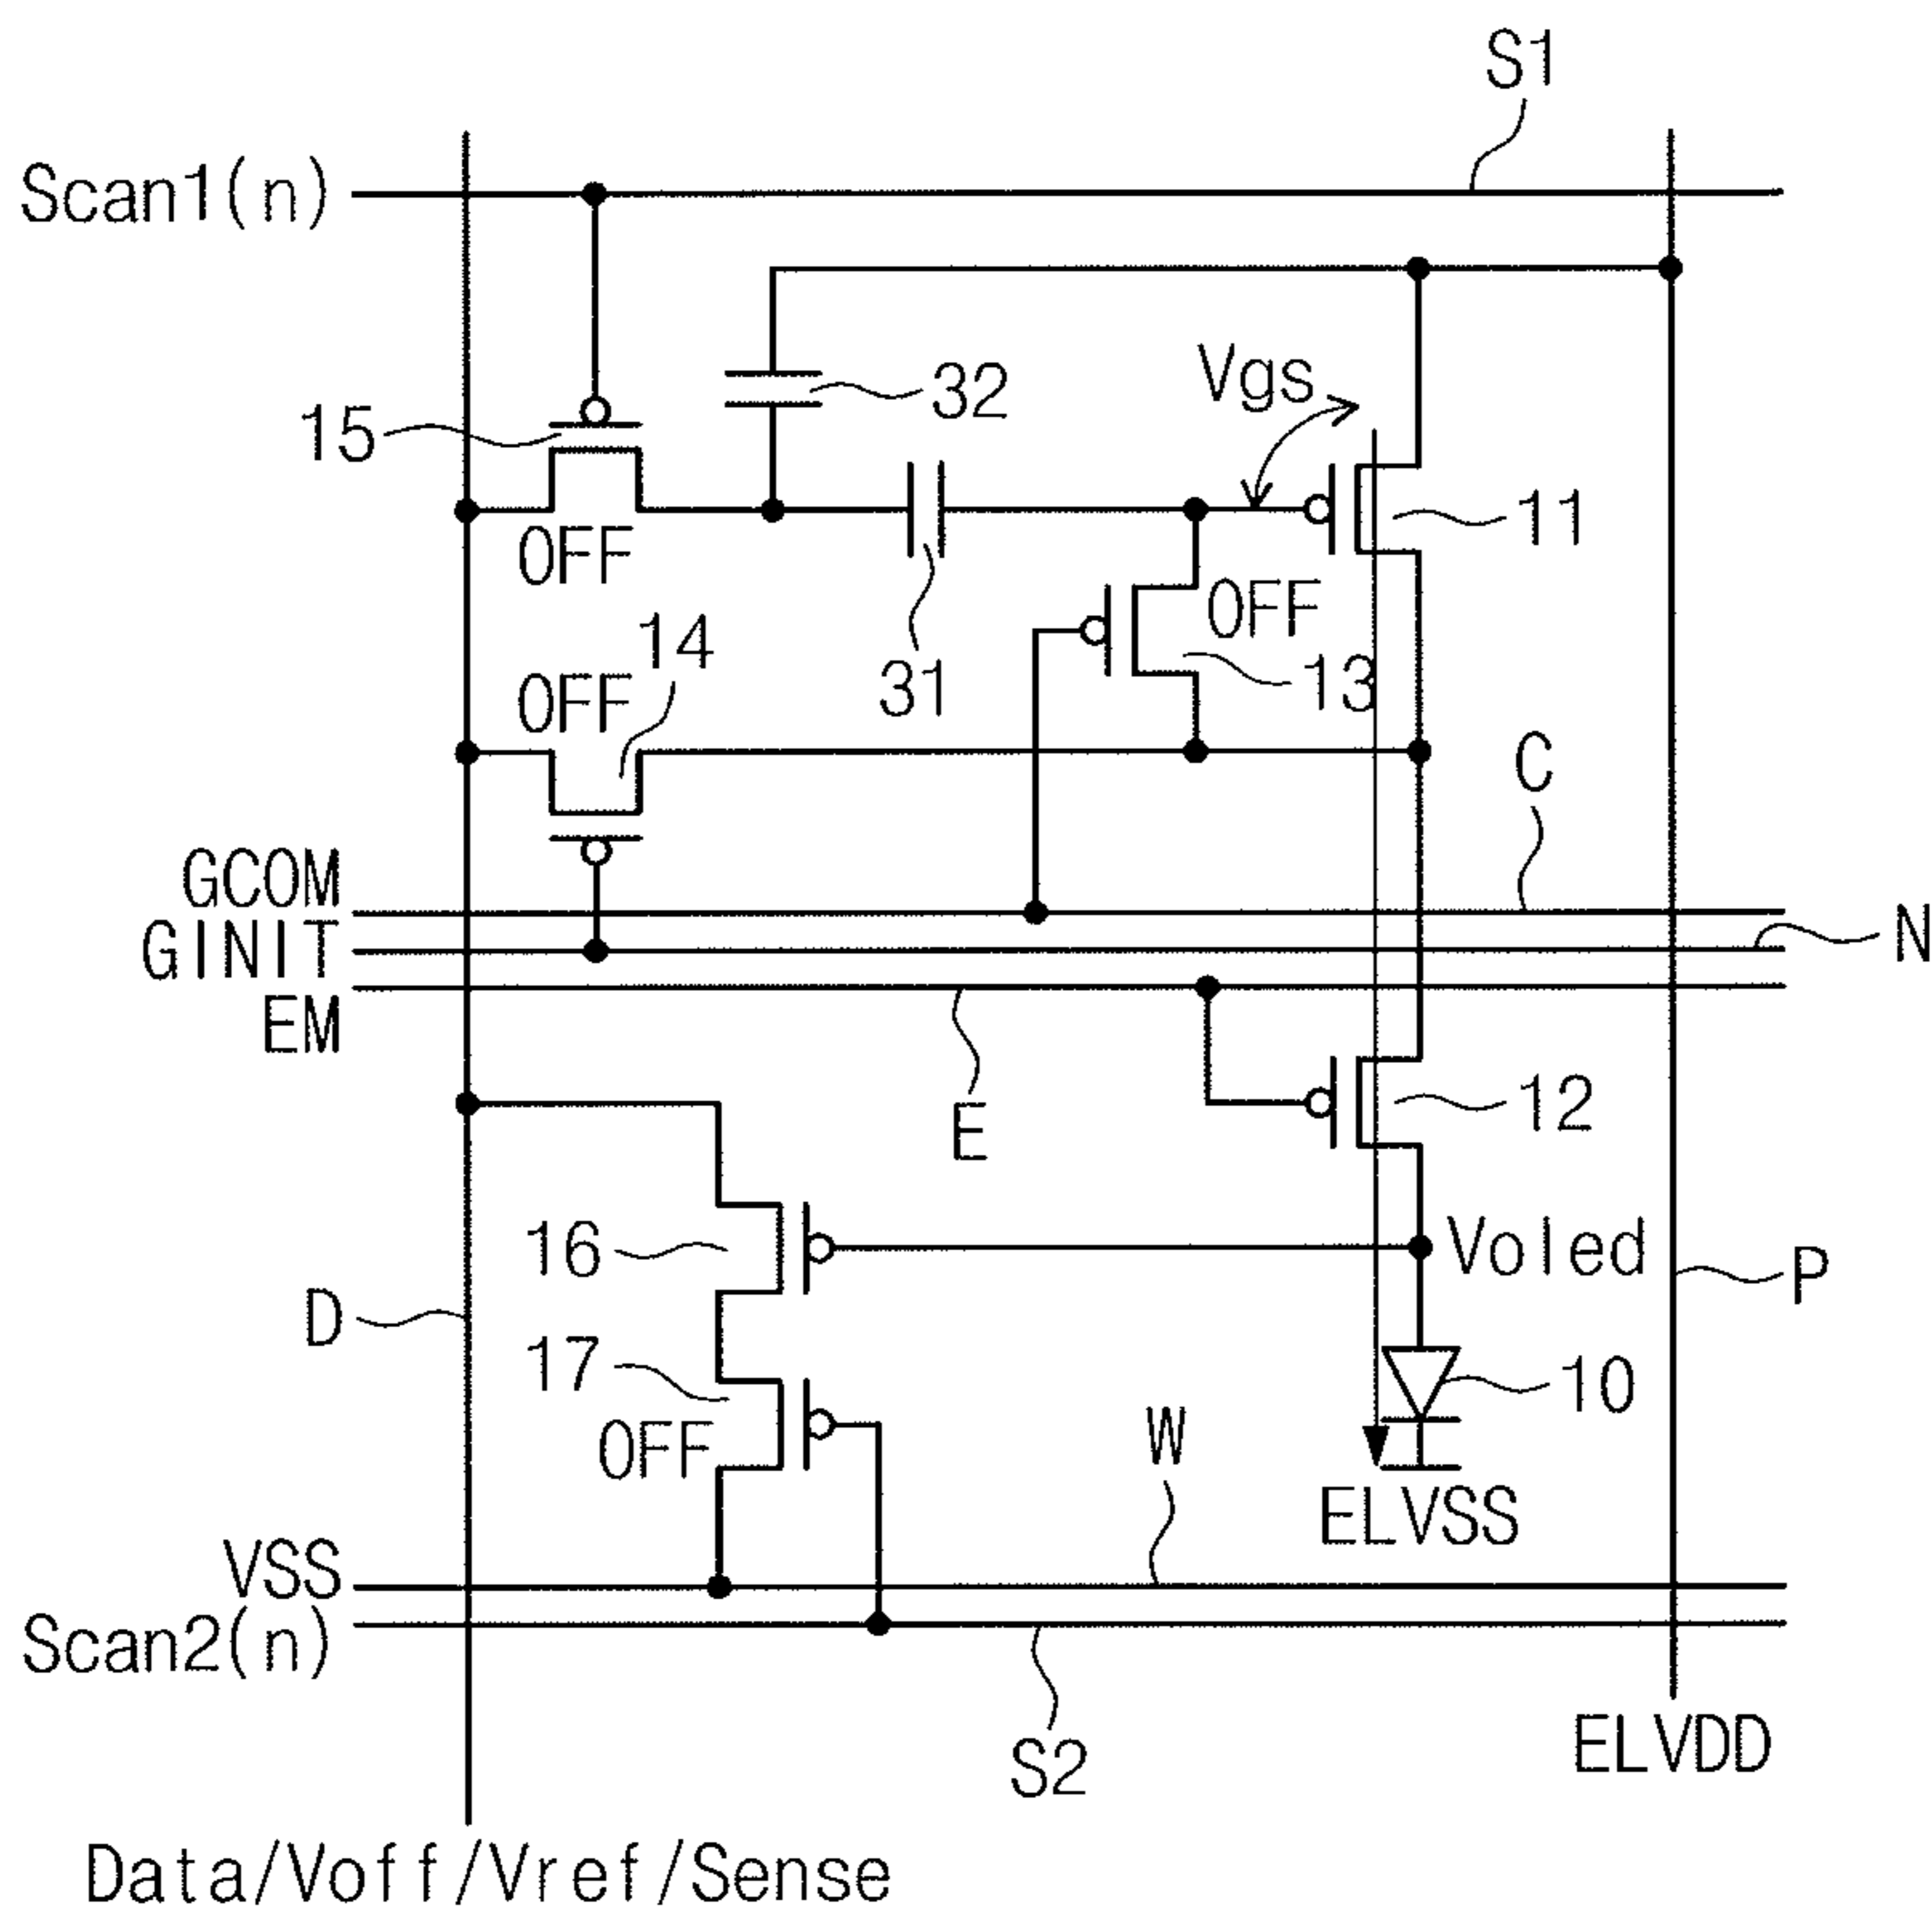 S1
Scan1(n)
32
Vgs
15
11
OFF
OFF
14
13
31
OFF
C
GCOM
N
GINIT
EM
12
E
16
Voled
P
D
17
10
OFF
W
ELVSS
VSS
Scan2(n)
S2
ELVDD
Data/Voff/Vref/Sense